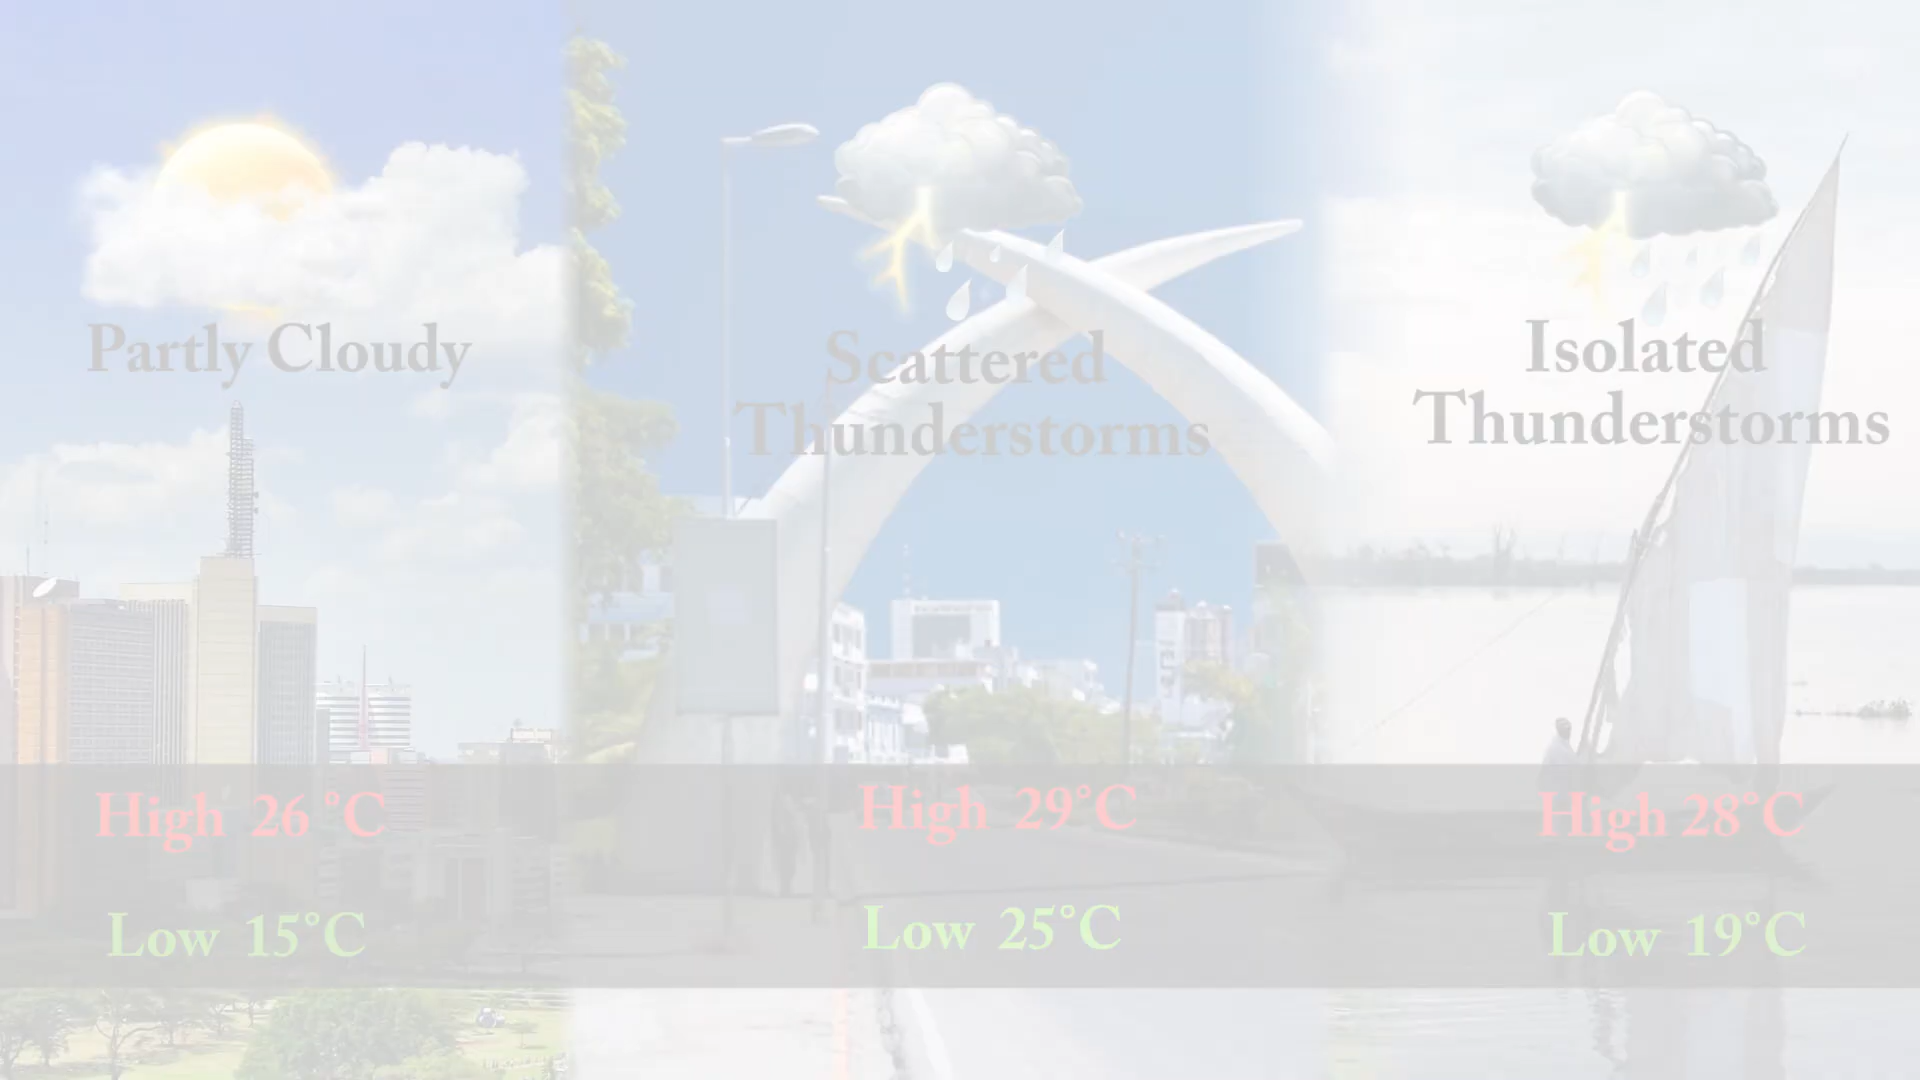 Partly Cloudy
High 26 °C
Low 15°C
Scattered
Thunderstorms
High 29°C
Low 25°C
Isolated
Thunderstorms
High 28°C
Low 19°C